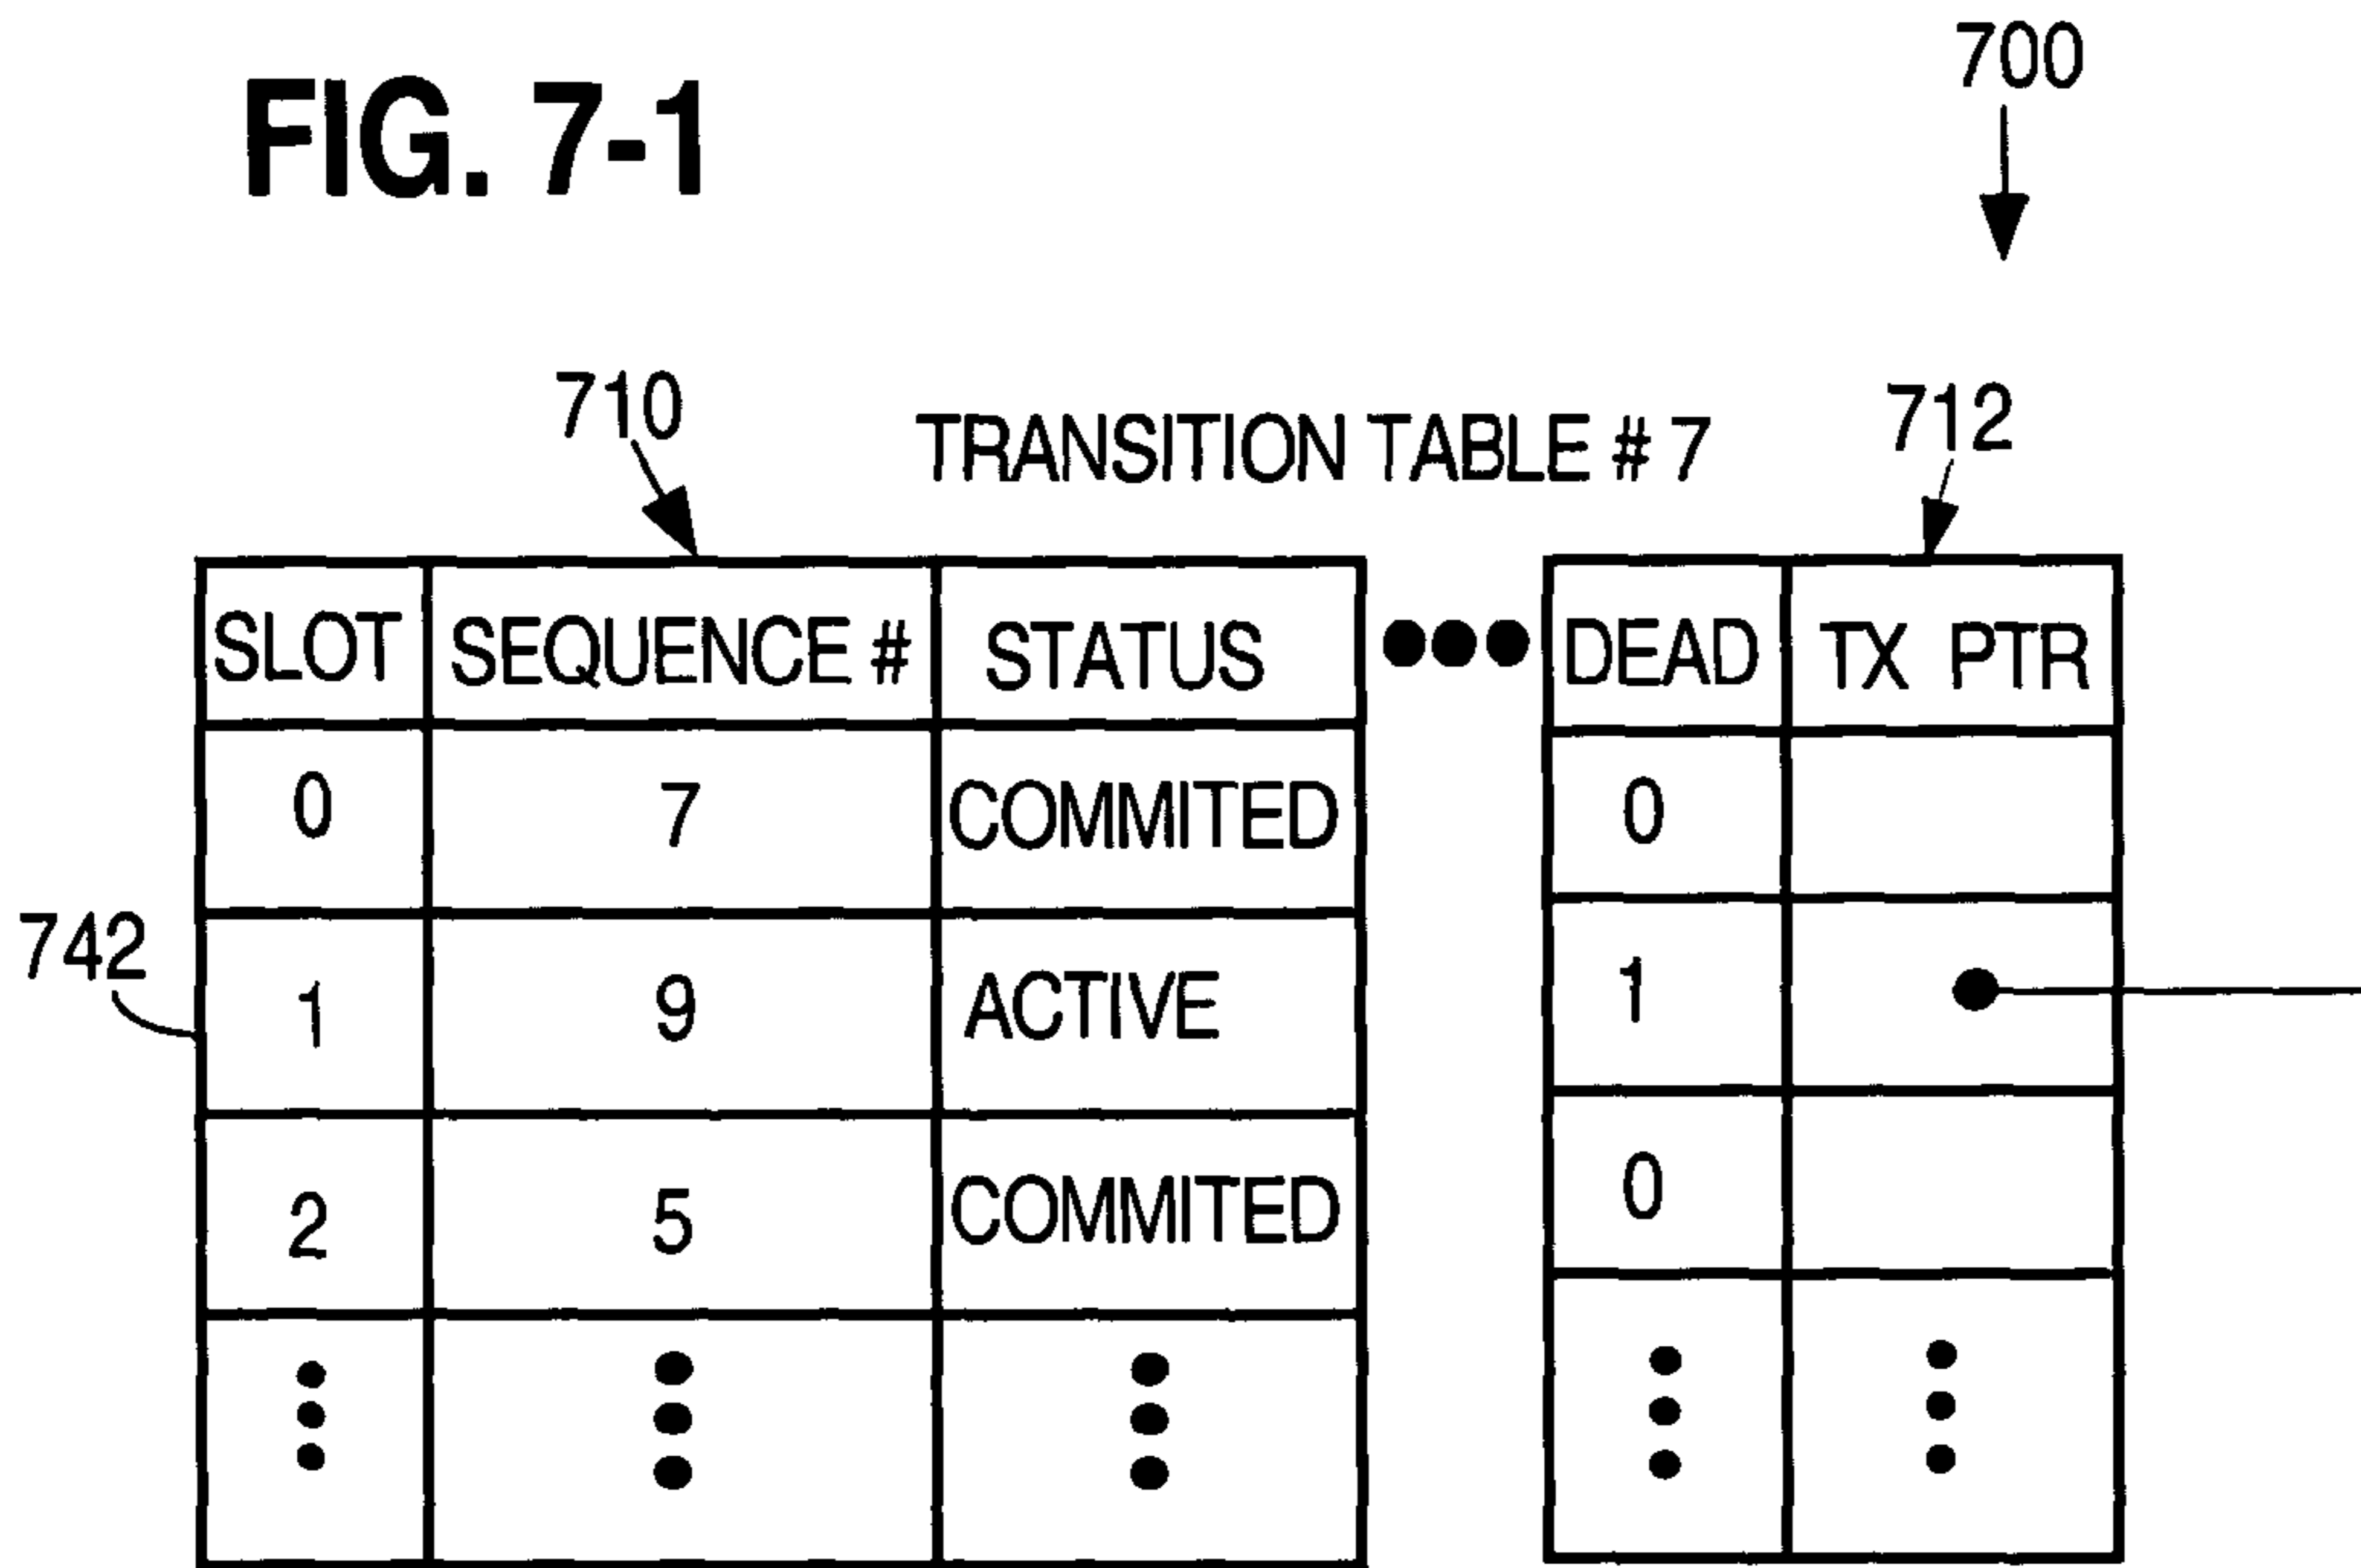 FIG. 7-1
700
710
TRANSITION TABLE # 7
712
SLOT SEQUENCE # STATUS DEAD TX PTR
0 7 COMMITED 0
742
1 9 ACTIVE 1
2 5 COMMITED 0